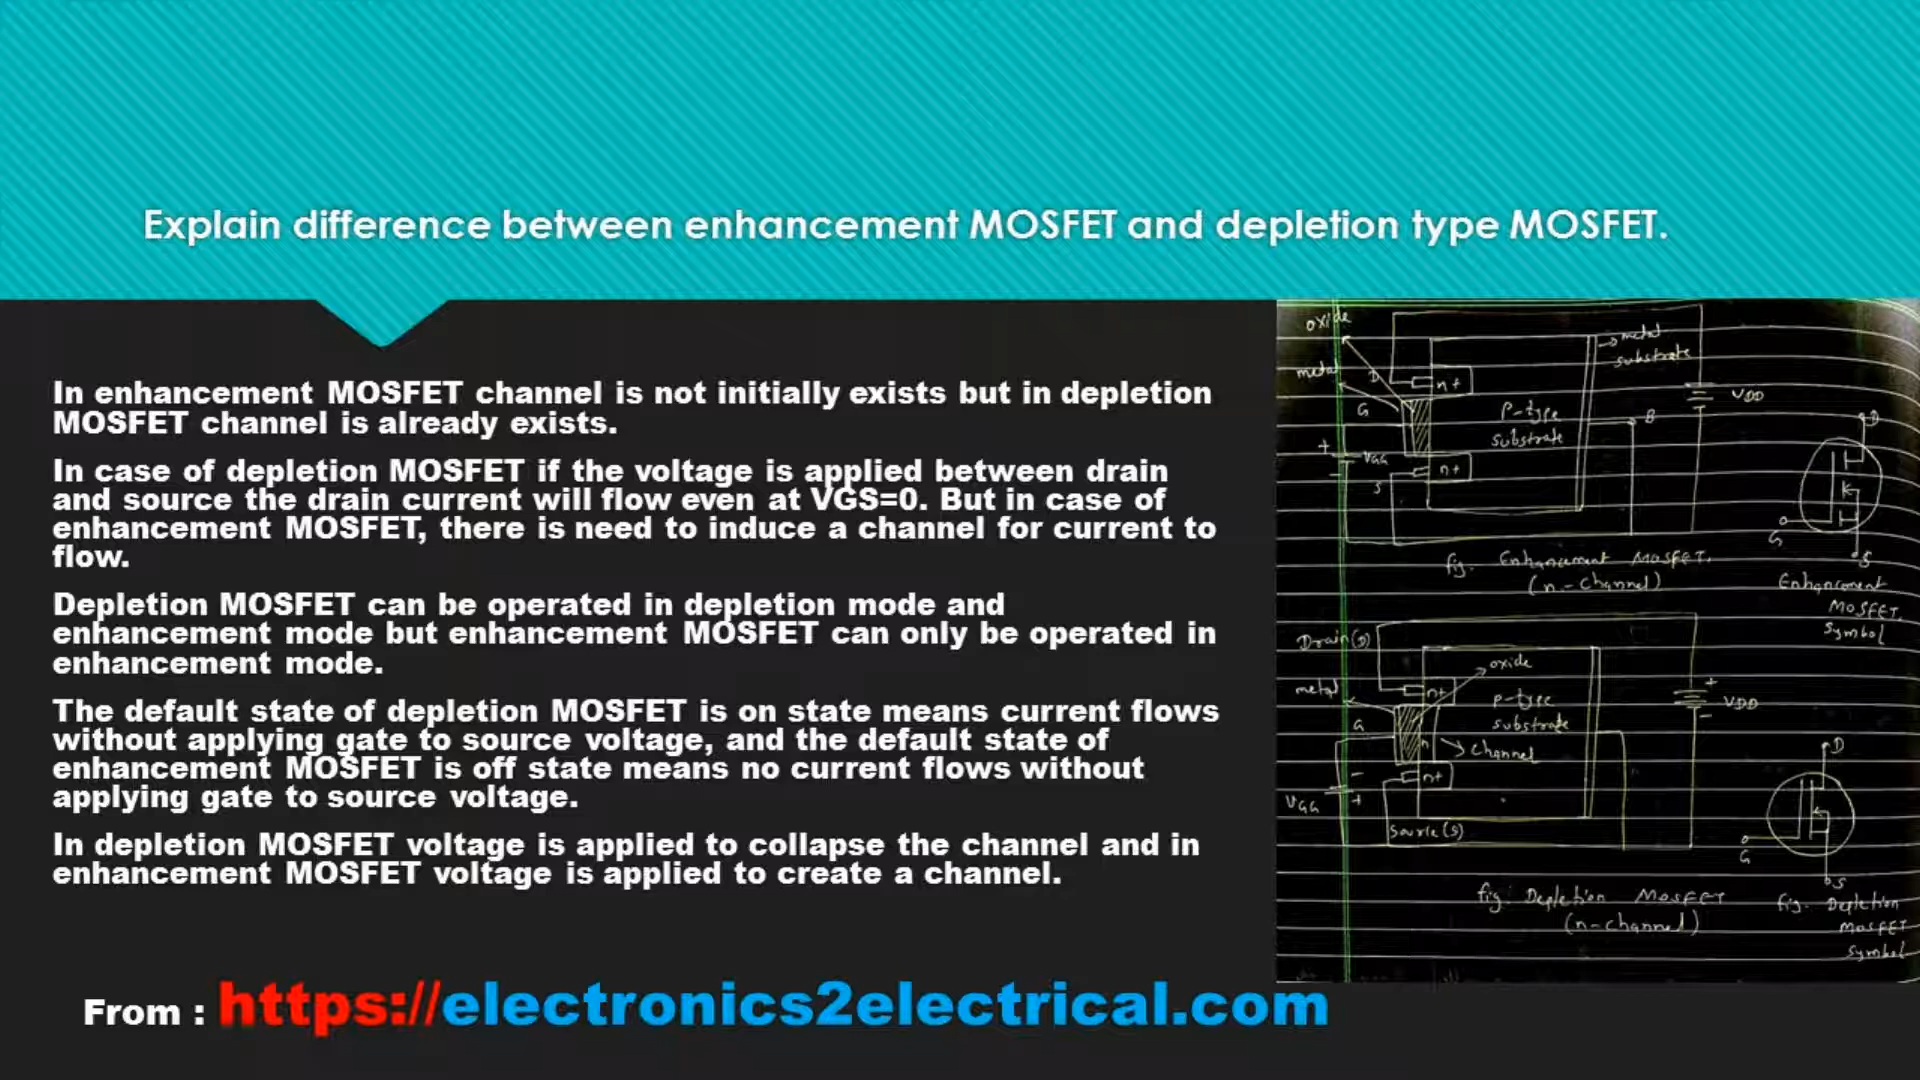 Explain difference between enhancement MOSFET and depletion type MOSFET.
In enhancement MOSFET channel is not initially exists but in depletion
MOSFET channel is already exists.
In case of depletion MOSFET if the voltage is applied between drain
and source the drain current will flow even at VGS=0. But in case of
enhancement MOSFET, there is need to induce a channel for current to
flow.
Depletion MOSFET can be operated in depletion mode and
enhancement mode but enhancement MOSFET can only be operated in
enhancement mode.
The default state of depletion MOSFET is on state means current flows
without applying gate to source voltage, and the default state of
enhancement MOSFET is off state means no current flows without
applying gate to source voltage.
In depletion MOSFET voltage is applied to collapse the channel and in
enhancement MOSFET voltage is applied to create a channel.
From : https://electronics2electrical.com
oxide
metal
substrate
metal
D
n+
G
P-type
substrate
B
VDD
D
+
VGG
-
n+
S
G
S
fig. Enhancement MOSFET.
(n-channel)
Enhancement
MOSFET
Symbol
Drain(D)
oxide
metal
n+
P-type
substrate
+
VDD
-
G
n
channel
D
-
n+
VGG
+
Source(S)
G
S
fig. Depletion MOSFET
(n-channel)
fig. Depletion
MOSFET
Symbol